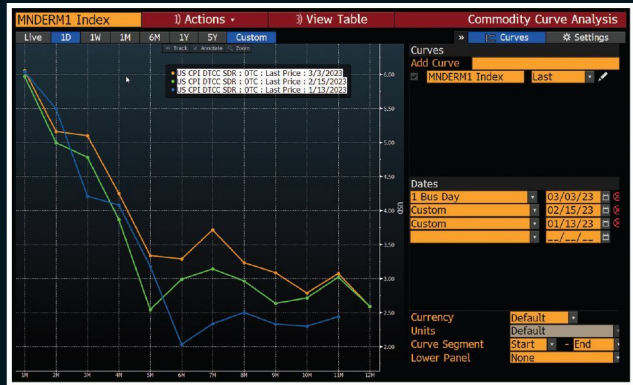 MNDERM1 Index 1) Actions 3) View Table Commodity Curve Analysis
Live 1D 1W 1M 6M 1Y 5Y Custom » Curves Settings
Track Annotate Zoom
US CPI DTCC SDR : OTC : Last Price : 3/3/2023
US CPI DTCC SDR : OTC : Last Price : 2/15/2023
US CPI DTCC SDR : OTC : Last Price : 1/13/2023
6.00
5.50
5.00
4.50
4.00
USD
3.50
3.00
2.50
2.00
1M 2M 3M 4M 5M 6M 7M 8M 9M 10M 11M 12M
Curves
Add Curve
MNDERM1 Index Last
Dates
1 Bus Day 03/03/23
Custom 02/15/23
Custom 01/13/23
__/__/__
Currency Default
Units Default
Curve Segment Start - End
Lower Panel None